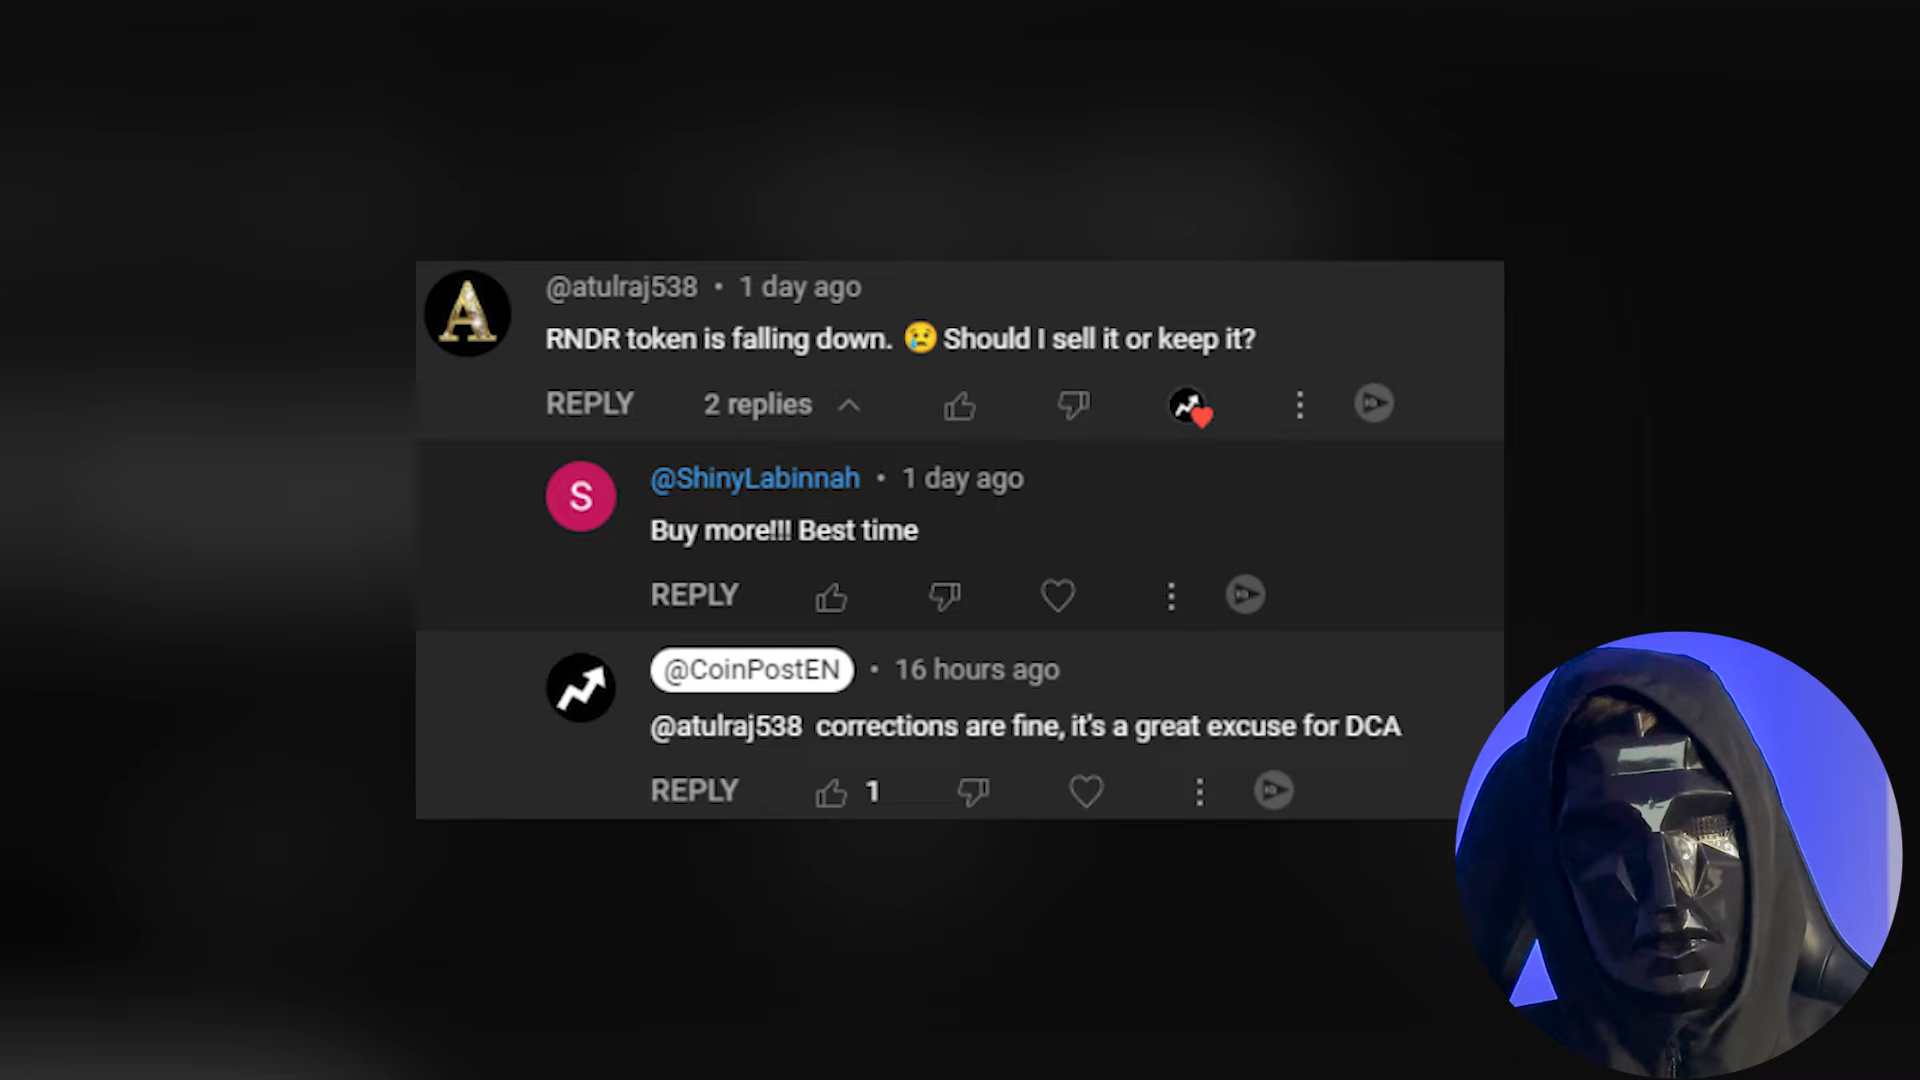 A
@atulraj538 • 1 day ago
RNDR token is falling down. 😢 Should I sell it or keep it?
REPLY 2 replies
S
@ShinyLabinnah • 1 day ago
Buy more!!! Best time
REPLY
@CoinPostEN • 16 hours ago
@atulraj538 corrections are fine, it's a great excuse for DCA
REPLY 1